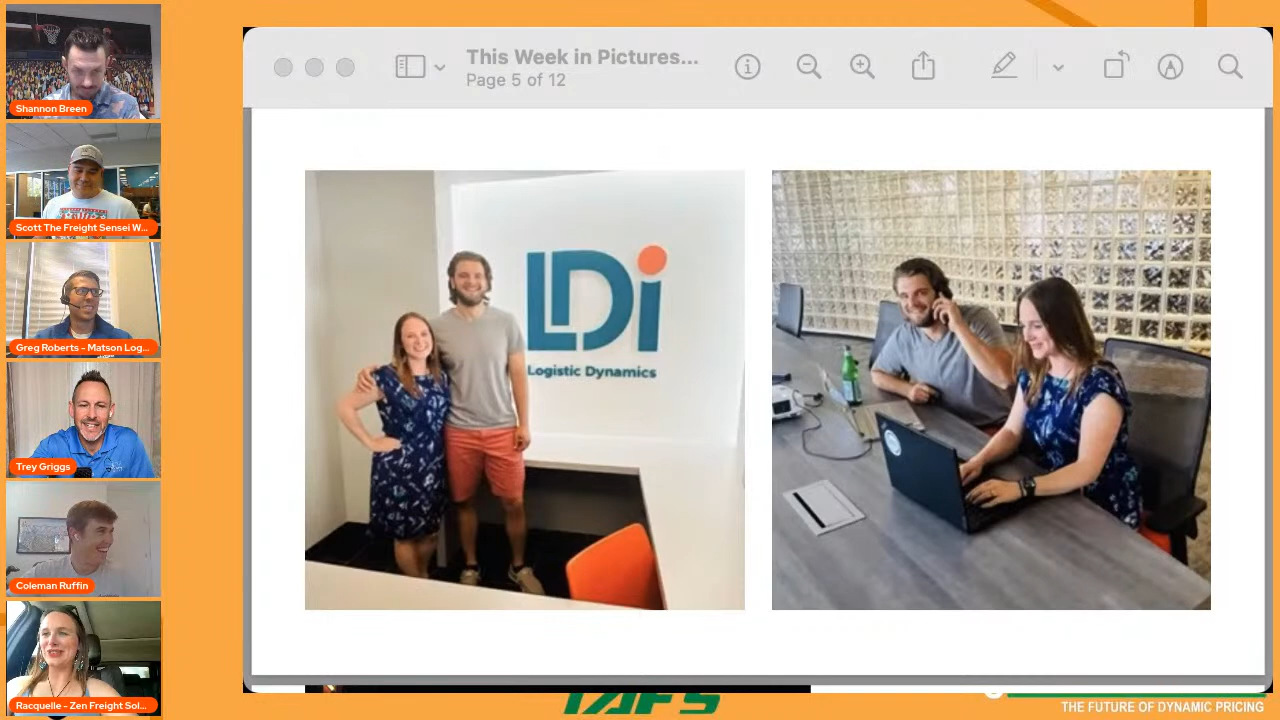 Shannon Breen
Scott The Freight Sensei W...
Greg Roberts - Matson Log...
Trey Griggs
Coleman Ruffin
Racquelle - Zen Freight Sol...
This Week in Pictures...
Page 5 of 12
LDi
Logistic Dynamics
TAFS
THE FUTURE OF DYNAMIC PRICING